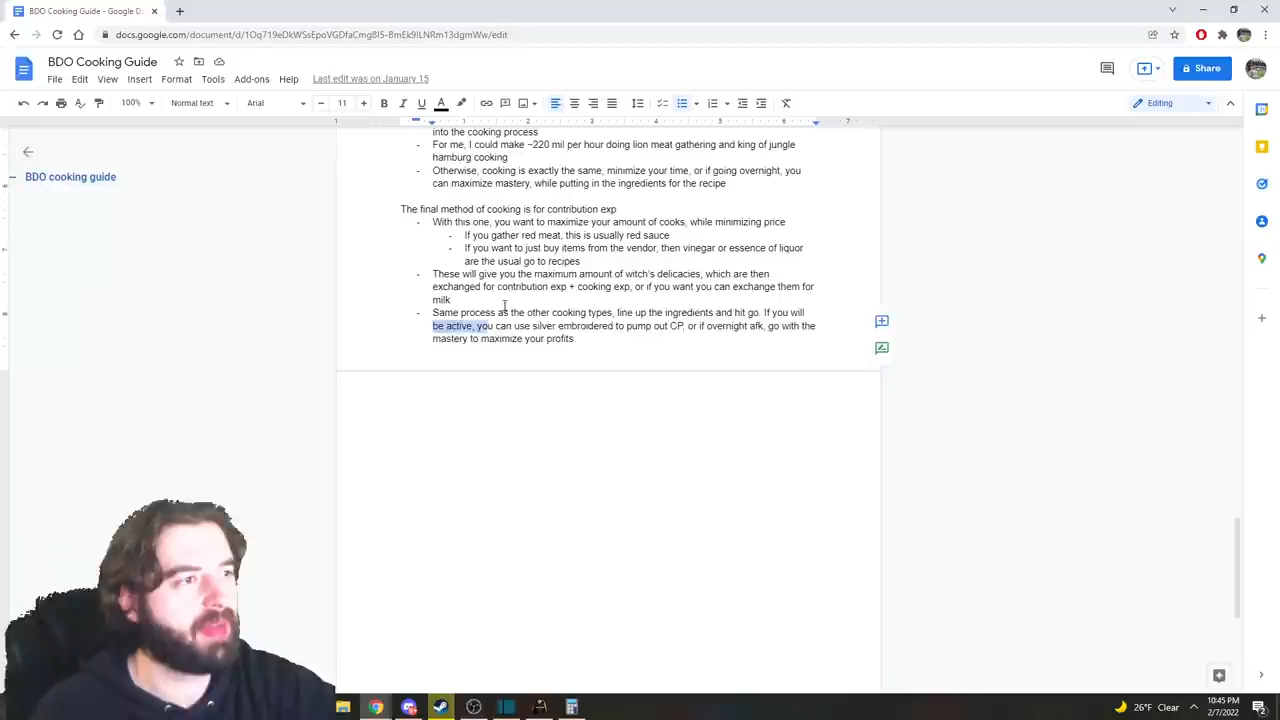 BDO Cooking Guide - Google D
docs.google.com/document/d/1Oq719eDkWSsEpoVGDfaCmg8I5-BmEk9ILNRm13dgmWw/edit
BDO Cooking Guide
File Edit View Insert Format Tools Add-ons Help Last edit was on January 15
Share
100% Normal text Arial 11 Editing
1 1 2 3 4 5 6 7
BDO cooking guide
into the cooking process
- For me, I could make ~220 mil per hour doing lion meat gathering and king of jungle
hamburg cooking
- Otherwise, cooking is exactly the same, minimize your time, or if going overnight, you
can maximize mastery, while putting in the ingredients for the recipe
The final method of cooking is for contribution exp
- With this one, you want to maximize your amount of cooks, while minimizing price
- If you gather red meat, this is usually red sauce
- If you want to just buy items from the vendor, then vinegar or essence of liquor
are the usual go to recipes
- These will give you the maximum amount of witch's delicacies, which are then
exchanged for contribution exp + cooking exp, or if you want you can exchange them for
milk
- Same process as the other cooking types, line up the ingredients and hit go. If you will
be active, you can use silver embroidered to pump out CP, or if overnight afk, go with the
mastery to maximize your profits.
26°F Clear
10:45 PM
2/7/2022
2